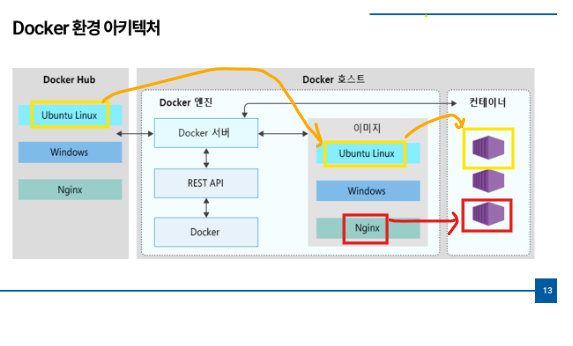 Docker 환경 아키텍처
Docker Hub
Ubuntu Linux
Windows
Nginx
Docker 호스트
Docker 엔진
Docker 서버
REST API
Docker
이미지
Ubuntu Linux
Windows
Nginx
컨테이너
13